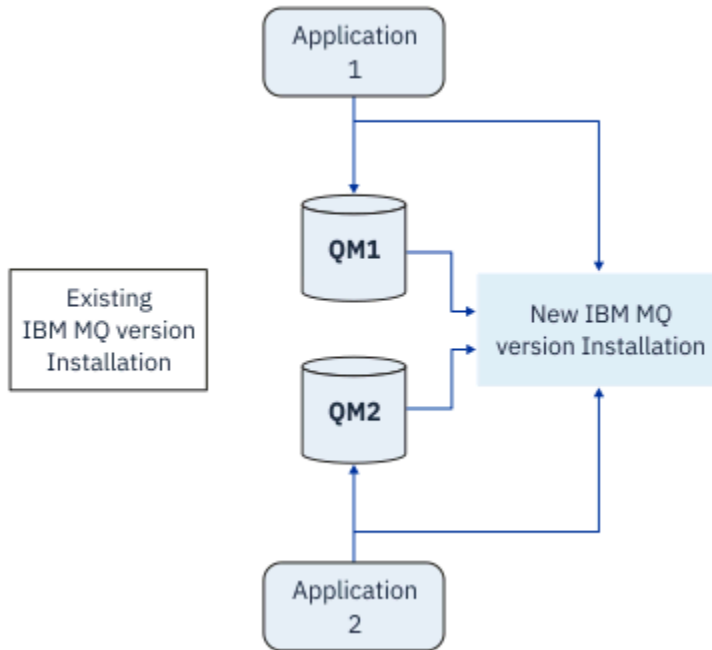 Application
1
QM1
Existing
IBM MQ version
Installation
New IBM MQ
version Installation
QM2
Application
2